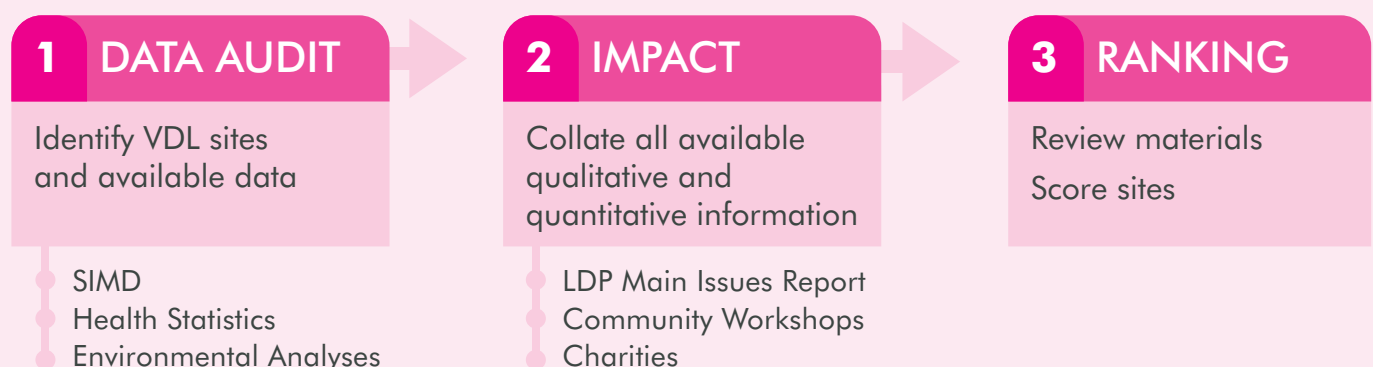 1 DATA AUDIT
Identify VDL sites
and available data
SIMD
Health Statistics
Environmental Analyses
2 IMPACT
Collate all available
qualitative and
quantitative information
LDP Main Issues Report
Community Workshops
Charities
3 RANKING
Review materials
Score sites